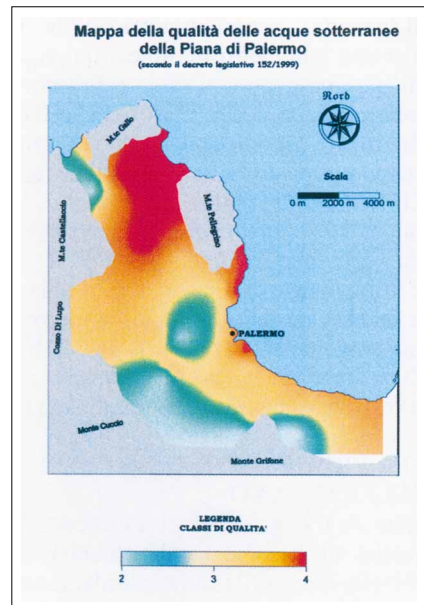 Mappa della qualità delle acque sotterranee
della Piana di Palermo
(secondo il decreto legislativo 152/1999)
Nord
M.te Gallo
Scala
0 m 2000 m 4000 m
M.te Castellaccio
M.te Pellegrino
Cozzo Di Lupo
PALERMO
Monte Cuccio
Monte Grifone
LEGENDA
CLASSI DI QUALITA'
2 3 4